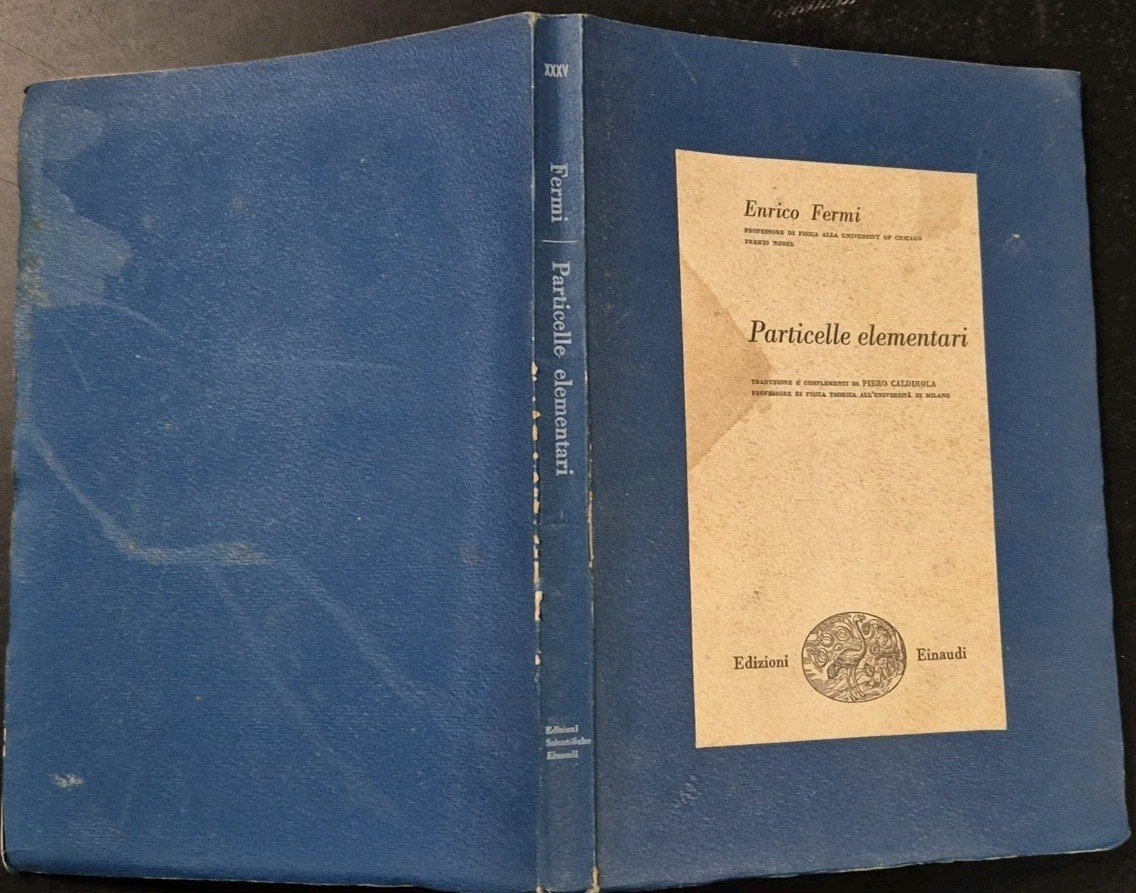 XXXV
Fermi | Particelle elementari
Edizioni
Scientifiche
Einaudi
Enrico Fermi
PROFESSORE DI FISICA ALLA UNIVERSITY OF CHICAGO
PREMIO NOBEL
Particelle elementari
TRADUZIONE E COMPLEMENTI DI PIERO CALDIROLA
PROFESSORE DI FISICA TEORICA ALL'UNIVERSITÀ DI MILANO
Edizioni Einaudi